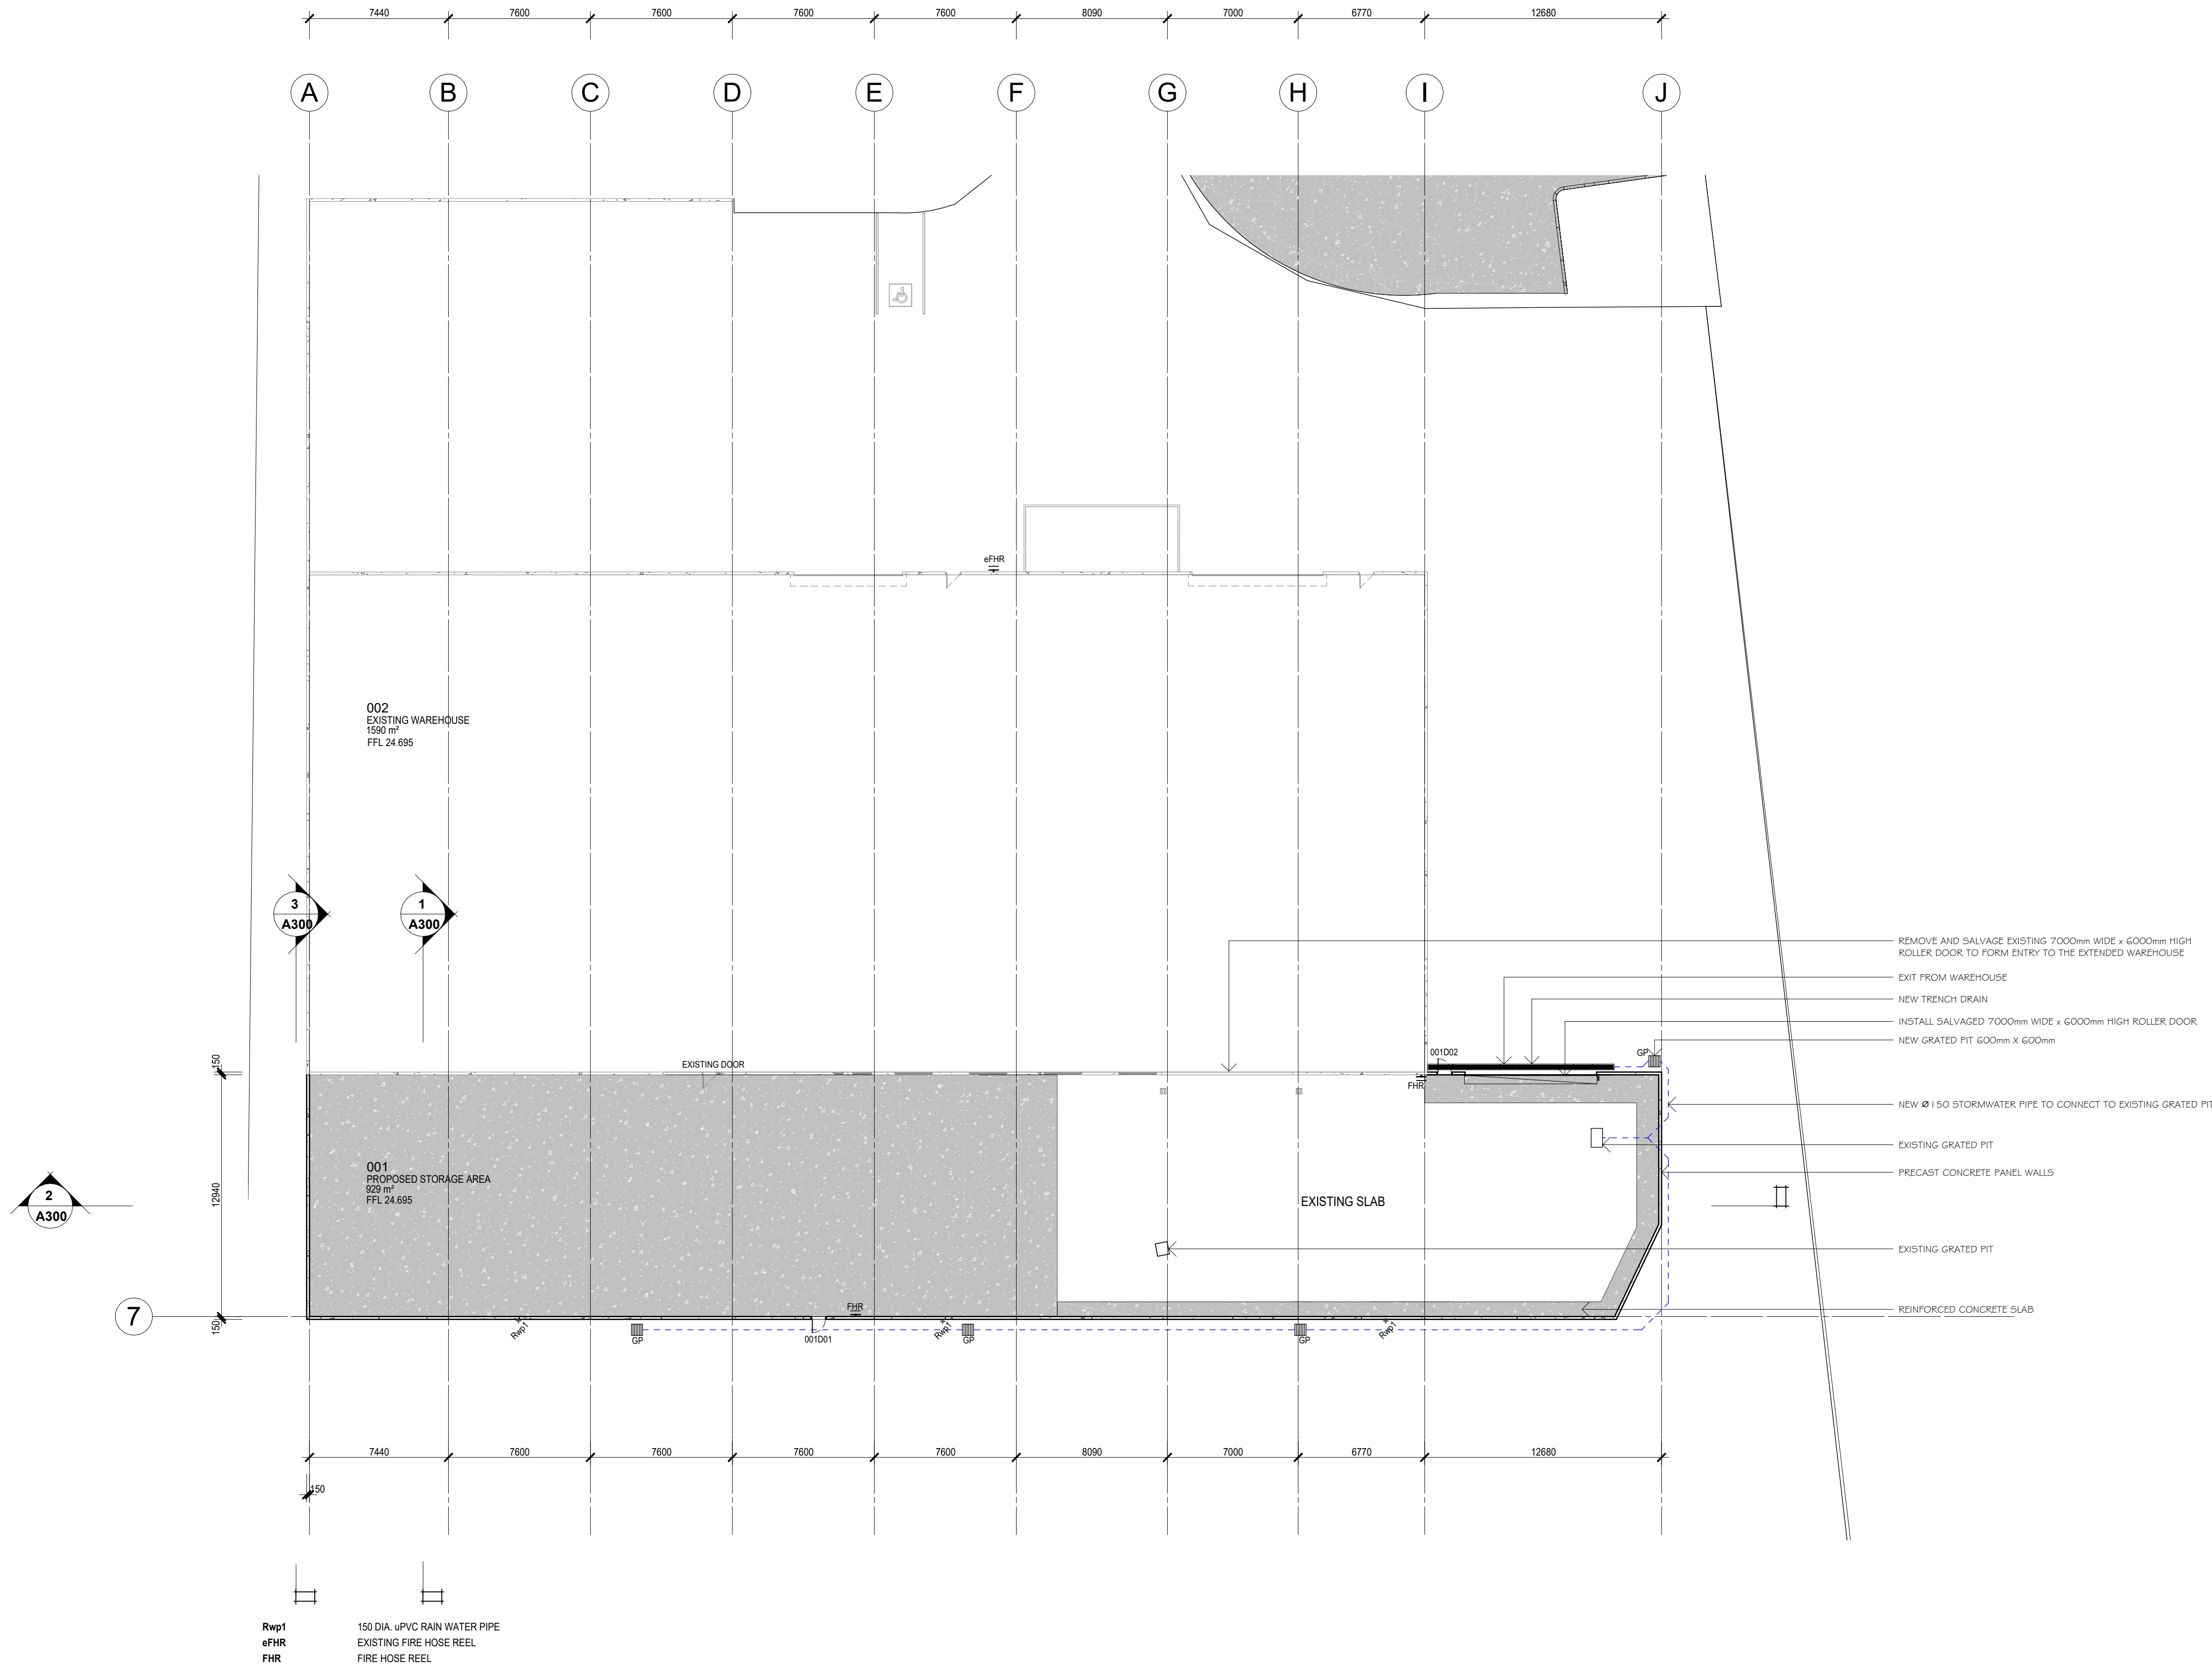 7440
7600
7600
7600
7600
8090
7000
6770
12680
A
B
C
D
E
F
G
H
I
J
eFHR
002
EXISTING WAREHOUSE
1590 m²
FFL 24.695
3
A300
1
A300
REMOVE AND SALVAGE EXISTING 7000mm WIDE x 6000mm HIGH
ROLLER DOOR TO FORM ENTRY TO THE EXTENDED WAREHOUSE
EXIT FROM WAREHOUSE
NEW TRENCH DRAIN
INSTALL SALVAGED 7000mm WIDE x 6000mm HIGH ROLLER DOOR
NEW GRATED PIT 600mm X 600mm
150
EXISTING DOOR
001D02
GP
FHR
NEW Ø150 STORMWATER PIPE TO CONNECT TO EXISTING GRATED PIT
EXISTING GRATED PIT
PRECAST CONCRETE PANEL WALLS
001
PROPOSED STORAGE AREA
929 m²
FFL 24.695
12940
2
A300
EXISTING SLAB
EXISTING GRATED PIT
REINFORCED CONCRETE SLAB
7
150
FHR
Rwp1
GP
001D01
Rwp1
GP
GP
Rwp1
7440
7600
7600
7600
7600
8090
7000
6770
12680
150
Rwp1 150 DIA. uPVC RAIN WATER PIPE
eFHR EXISTING FIRE HOSE REEL
FHR FIRE HOSE REEL